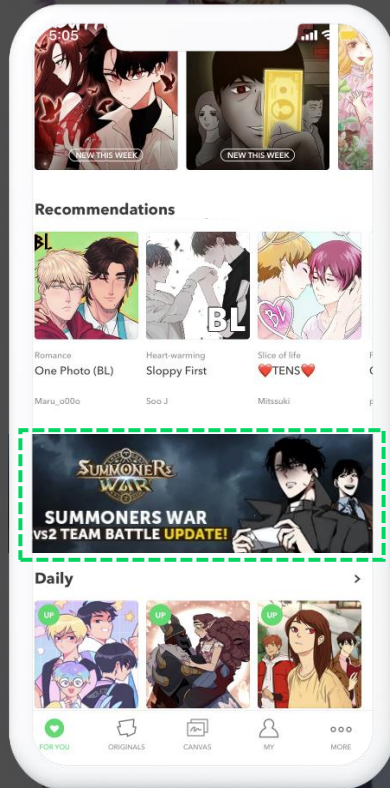 5:05
NEW THIS WEEK
NEW THIS WEEK
Recommendations
BL
BL
BL
Romance
Heart-warming
Slice of life
One Photo (BL)
Sloppy First
❤️TENS❤️
Maru_o00o
Soo J
Mitssuki
SUMMONERS
WAR
SUMMONERS WAR
vs2 TEAM BATTLE UPDATE!
Daily >
UP
UP
UP
FOR YOU
ORIGINALS
CANVAS
MY
MORE